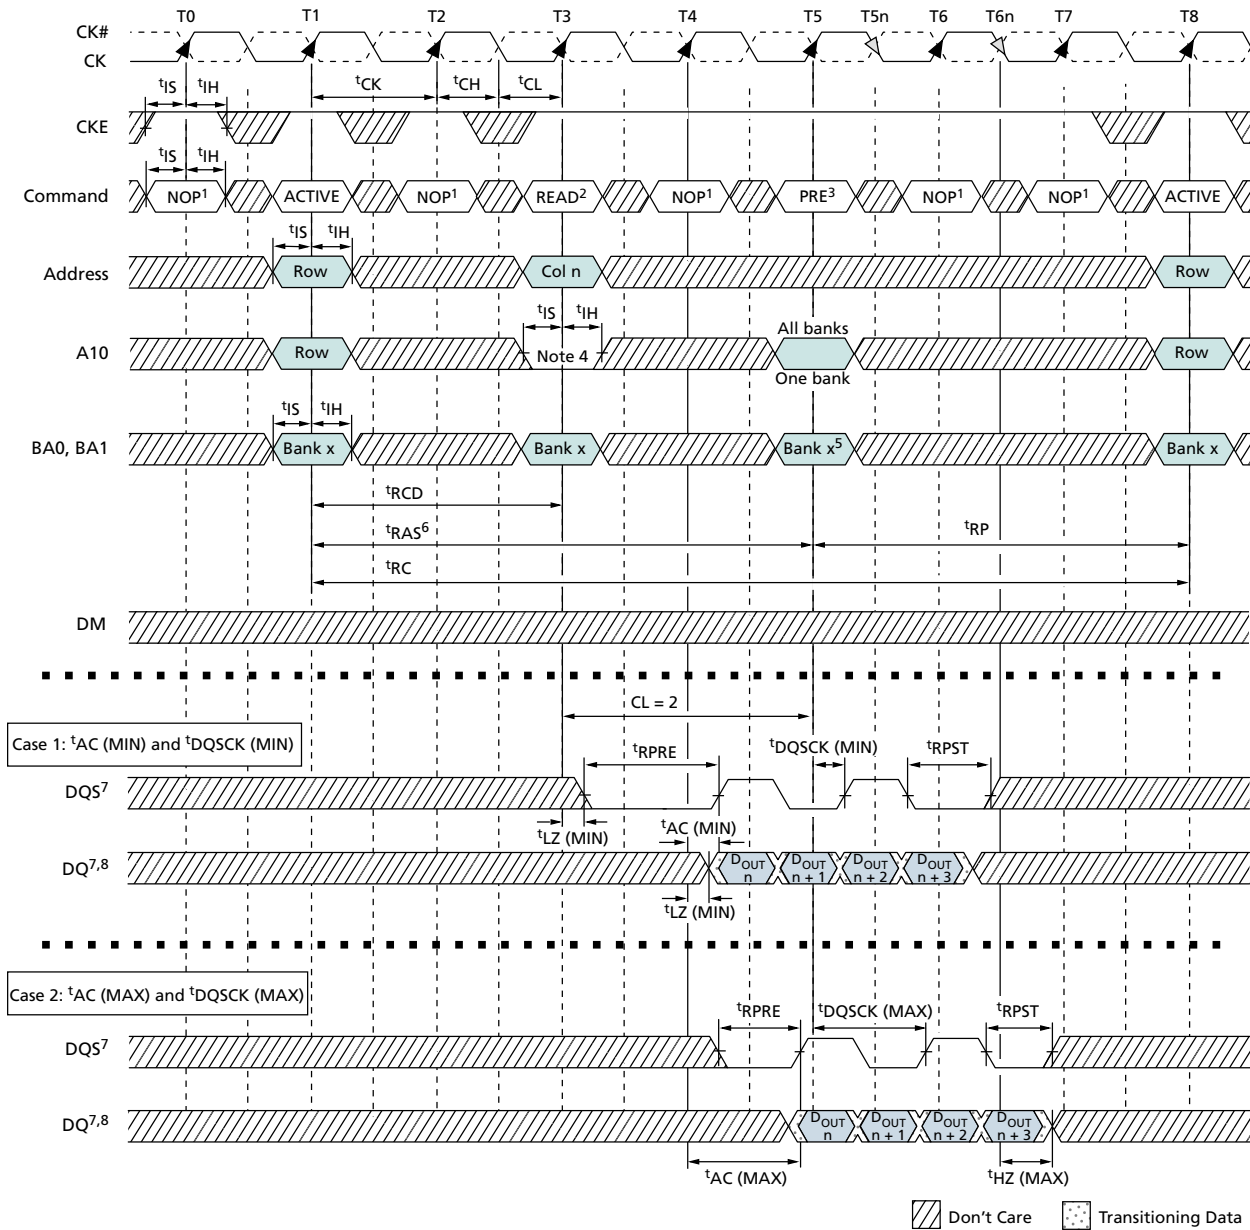 T0 T1 T2 T3 T4 T5 T5n T6 T6n T7 T8
CK#
CK
tCK tCH tCL
tIS tIH
CKE
tIS tIH
Command NOP1 ACTIVE NOP1 READ2 NOP1 PRE3 NOP1 NOP1 ACTIVE
tIS tIH
Address Row Col n Row
tIS tIH
All banks
A10 Row Note 4 Row
One bank
tIS tIH
BA0, BA1 Bank x Bank x Bank x5 Bank x
tRCD
tRAS6 tRP
tRC
DM
CL = 2
Case 1: tAC (MIN) and tDQSCK (MIN)
tRPRE tDQSCK (MIN) tRPST
DQS7
tLZ (MIN) tAC (MIN)
DQ7,8 DOUT n DOUT n + 1 DOUT n + 2 DOUT n + 3
tLZ (MIN)
Case 2: tAC (MAX) and tDQSCK (MAX)
tRPRE tDQSCK (MAX) tRPST
DQS7
DQ7,8 DOUT n DOUT n + 1 DOUT n + 2 DOUT n + 3
tAC (MAX) tHZ (MAX)
Don't Care Transitioning Data